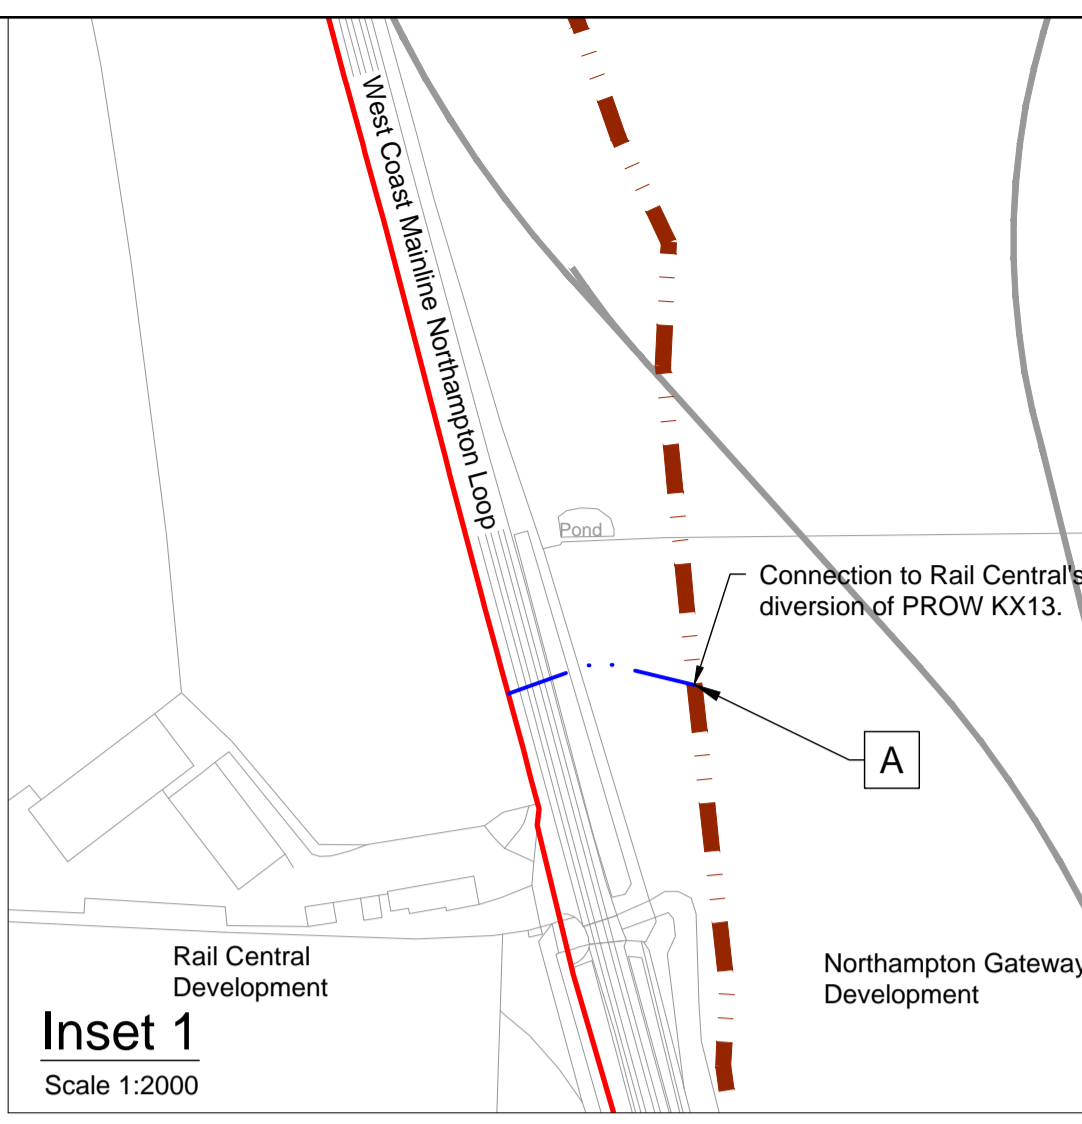 West Coast Mainline Northampton Loop
Pond
Connection to Rail Central's
diversion of PROW KX13.
A
Rail Central
Development
Northampton Gateway
Development
Inset 1
Scale 1:2000